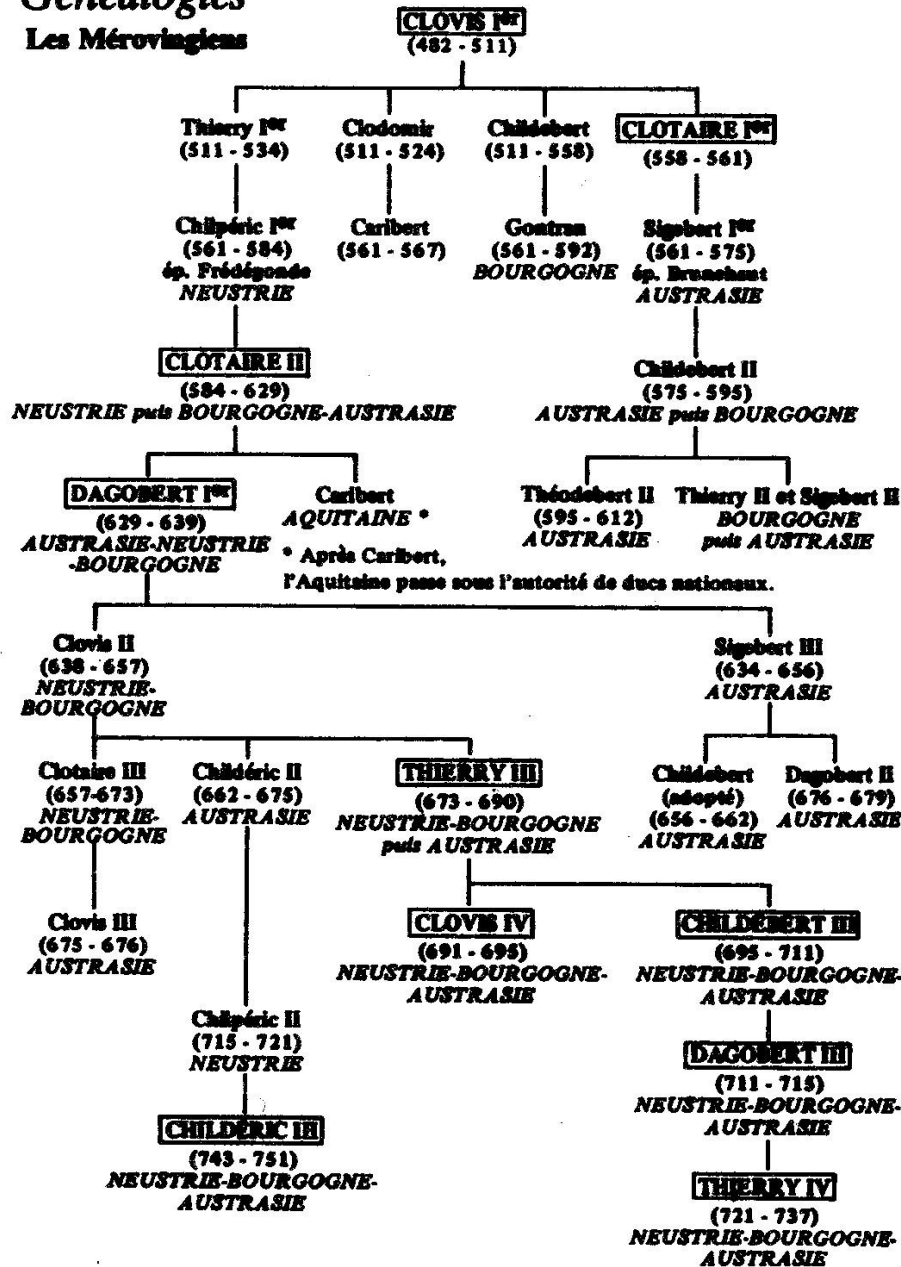 Généalogies
Les Mérovingiens
CLOVIS Ier
(482 - 511)
Thierry Ier
(511 - 534)
Clodomir
(511 - 524)
Childebert
(511 - 558)
CLOTAIRE Ier
(558 - 561)
Chilpéric Ier
(561 - 584)
ép. Frédégonde
NEUSTRIE
Caribert
(561 - 567)
Gontran
(561 - 592)
BOURGOGNE
Sigebert Ier
(561 - 575)
ép. Brunehaut
AUSTRASIE
CLOTAIRE II
(584 - 629)
NEUSTRIE puis BOURGOGNE-AUSTRASIE
Childebert II
(575 - 595)
AUSTRASIE puis BOURGOGNE
DAGOBERT Ier
(629 - 639)
AUSTRASIE-NEUSTRIE
-BOURGOGNE
Caribert
AQUITAINE *
* Après Caribert,
l'Aquitaine passe sous l'autorité de ducs nationaux.
Théodebert II
(595 - 612)
AUSTRASIE
Thierry II et Sigebert II
BOURGOGNE
puis AUSTRASIE
Clovis II
(638 - 657)
NEUSTRIE-
BOURGOGNE
Sigebert III
(634 - 656)
AUSTRASIE
Clotaire III
(657-673)
NEUSTRIE-
BOURGOGNE
Childéric II
(662 - 675)
AUSTRASIE
THIERRY III
(673 - 690)
NEUSTRIE-BOURGOGNE
puis AUSTRASIE
Childebert
(adopté)
(656 - 662)
AUSTRASIE
Dagobert II
(676 - 679)
AUSTRASIE
Clovis III
(675 - 676)
AUSTRASIE
CLOVIS IV
(691 - 695)
NEUSTRIE-BOURGOGNE-
AUSTRASIE
CHILDEBERT III
(695 - 711)
NEUSTRIE-BOURGOGNE-
AUSTRASIE
Chilpéric II
(715 - 721)
NEUSTRIE
DAGOBERT III
(711 - 715)
NEUSTRIE-BOURGOGNE-
AUSTRASIE
CHILDERIC III
(743 - 751)
NEUSTRIE-BOURGOGNE-
AUSTRASIE
THIERRY IV
(721 - 737)
NEUSTRIE-BOURGOGNE-
AUSTRASIE